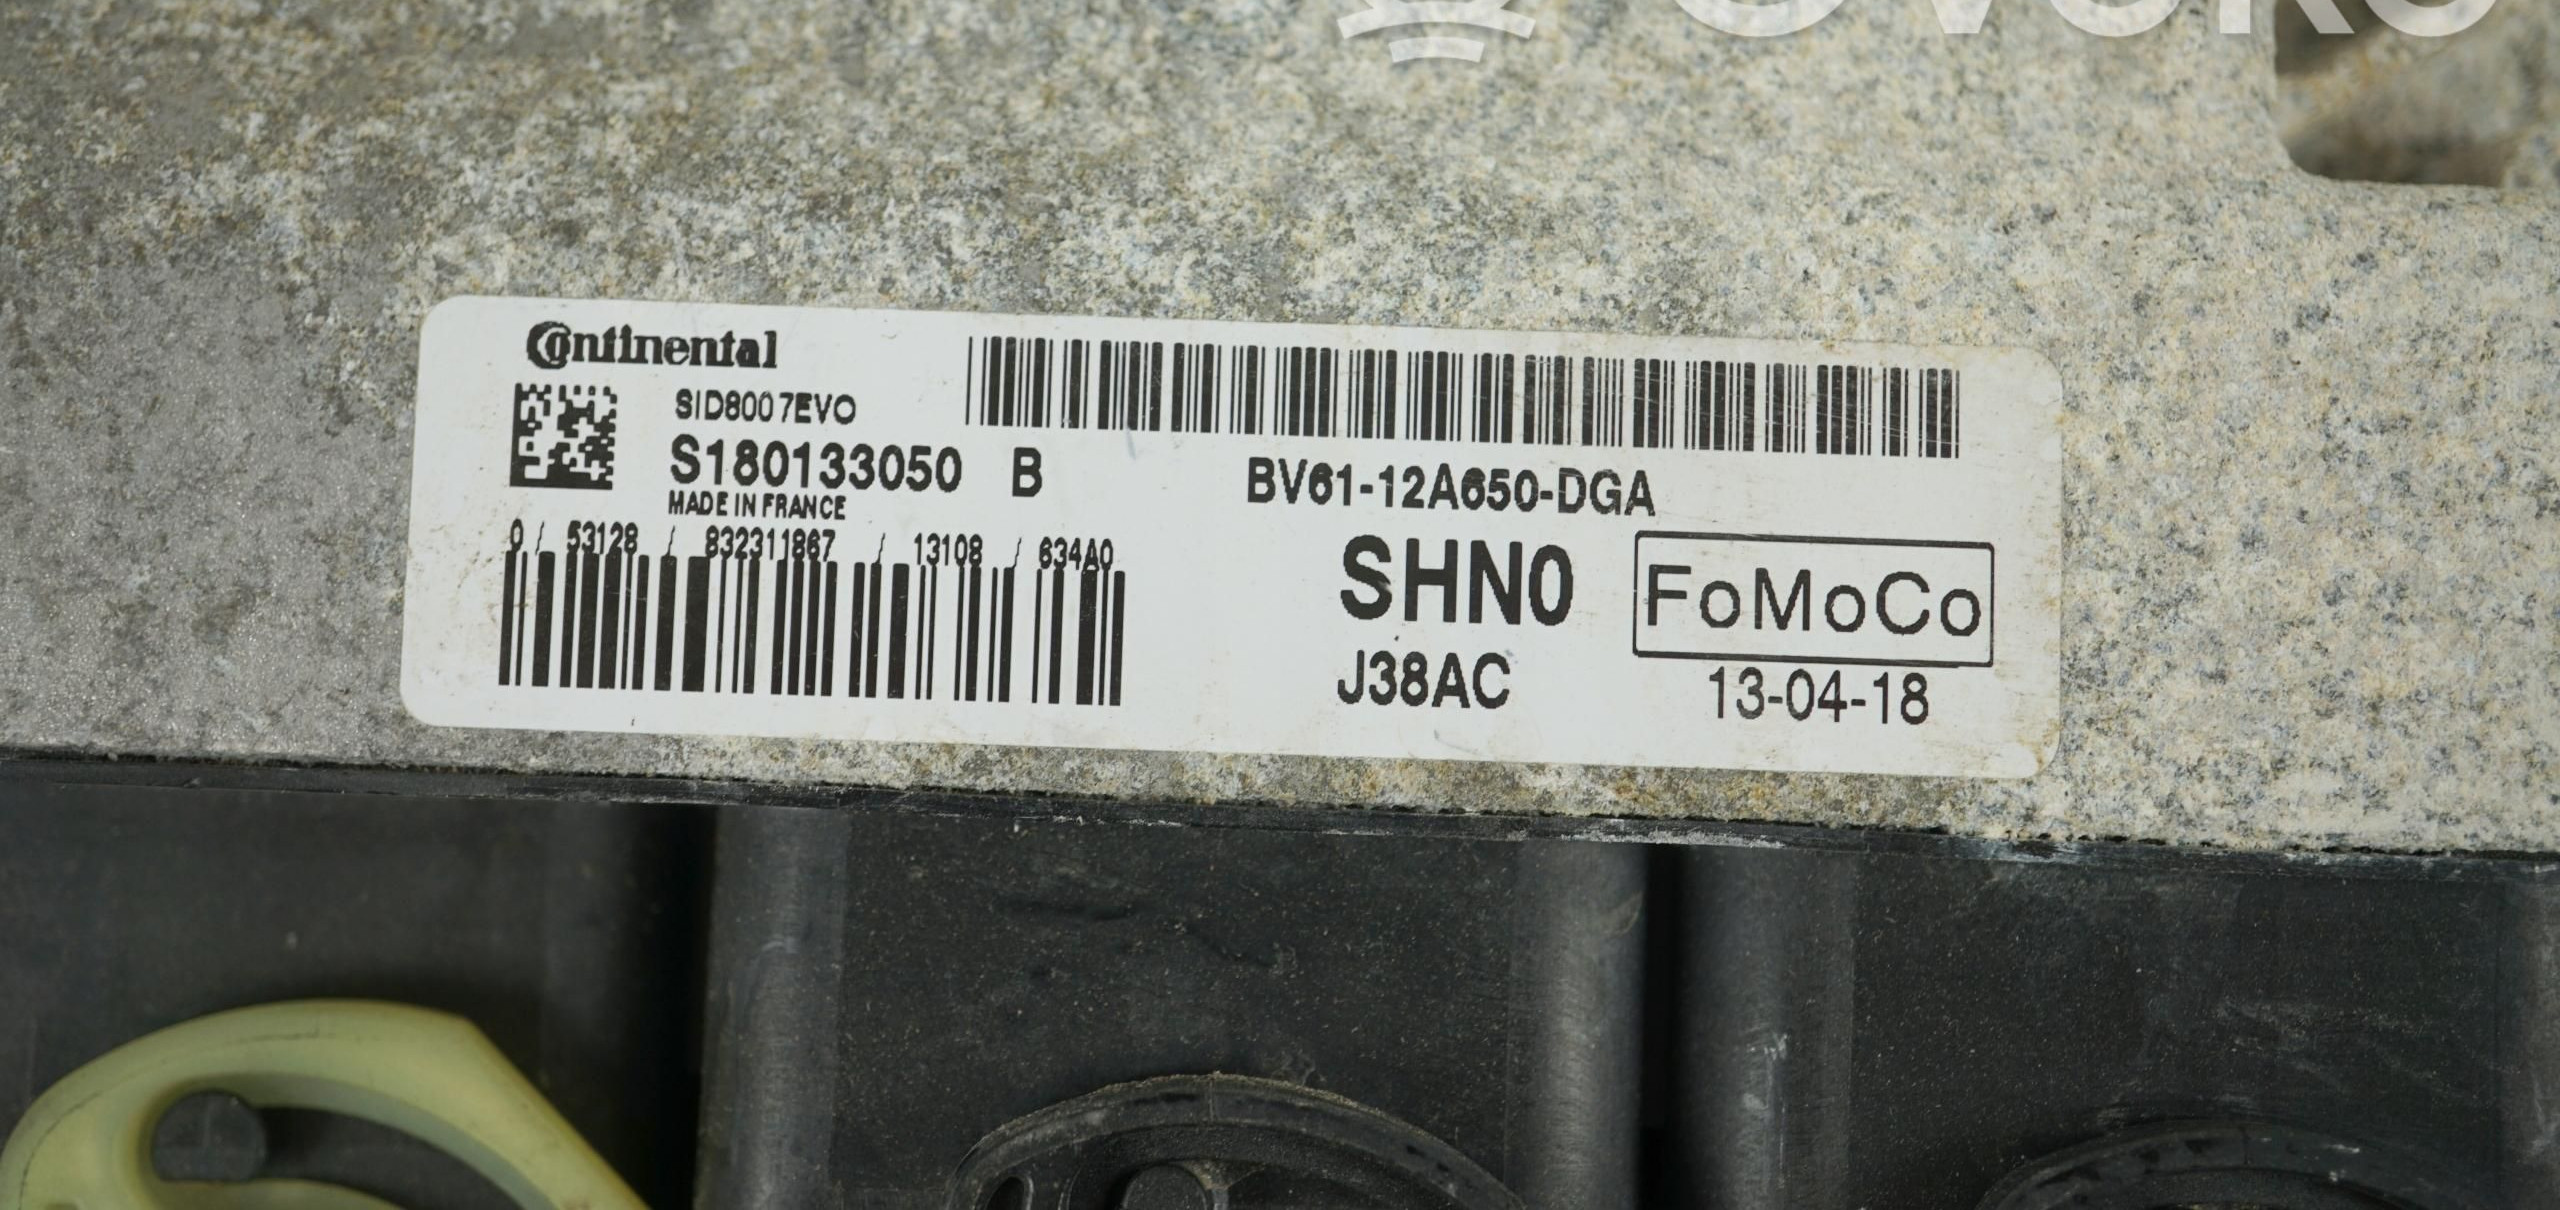 Continental
SID8007EVO
S180133050 B
MADE IN FRANCE
0 / 53128 / 832311867 / 13108 / 634A0
BV61-12A650-DGA
SHN0
FoMoCo
J38AC
13-04-18